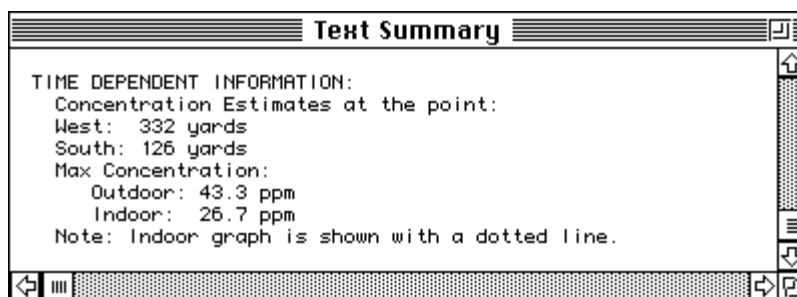 Text Summary
TIME DEPENDENT INFORMATION:
Concentration Estimates at the point:
West: 332 yards
South: 126 yards
Max Concentration:
Outdoor: 43.3 ppm
Indoor: 26.7 ppm
Note: Indoor graph is shown with a dotted line.